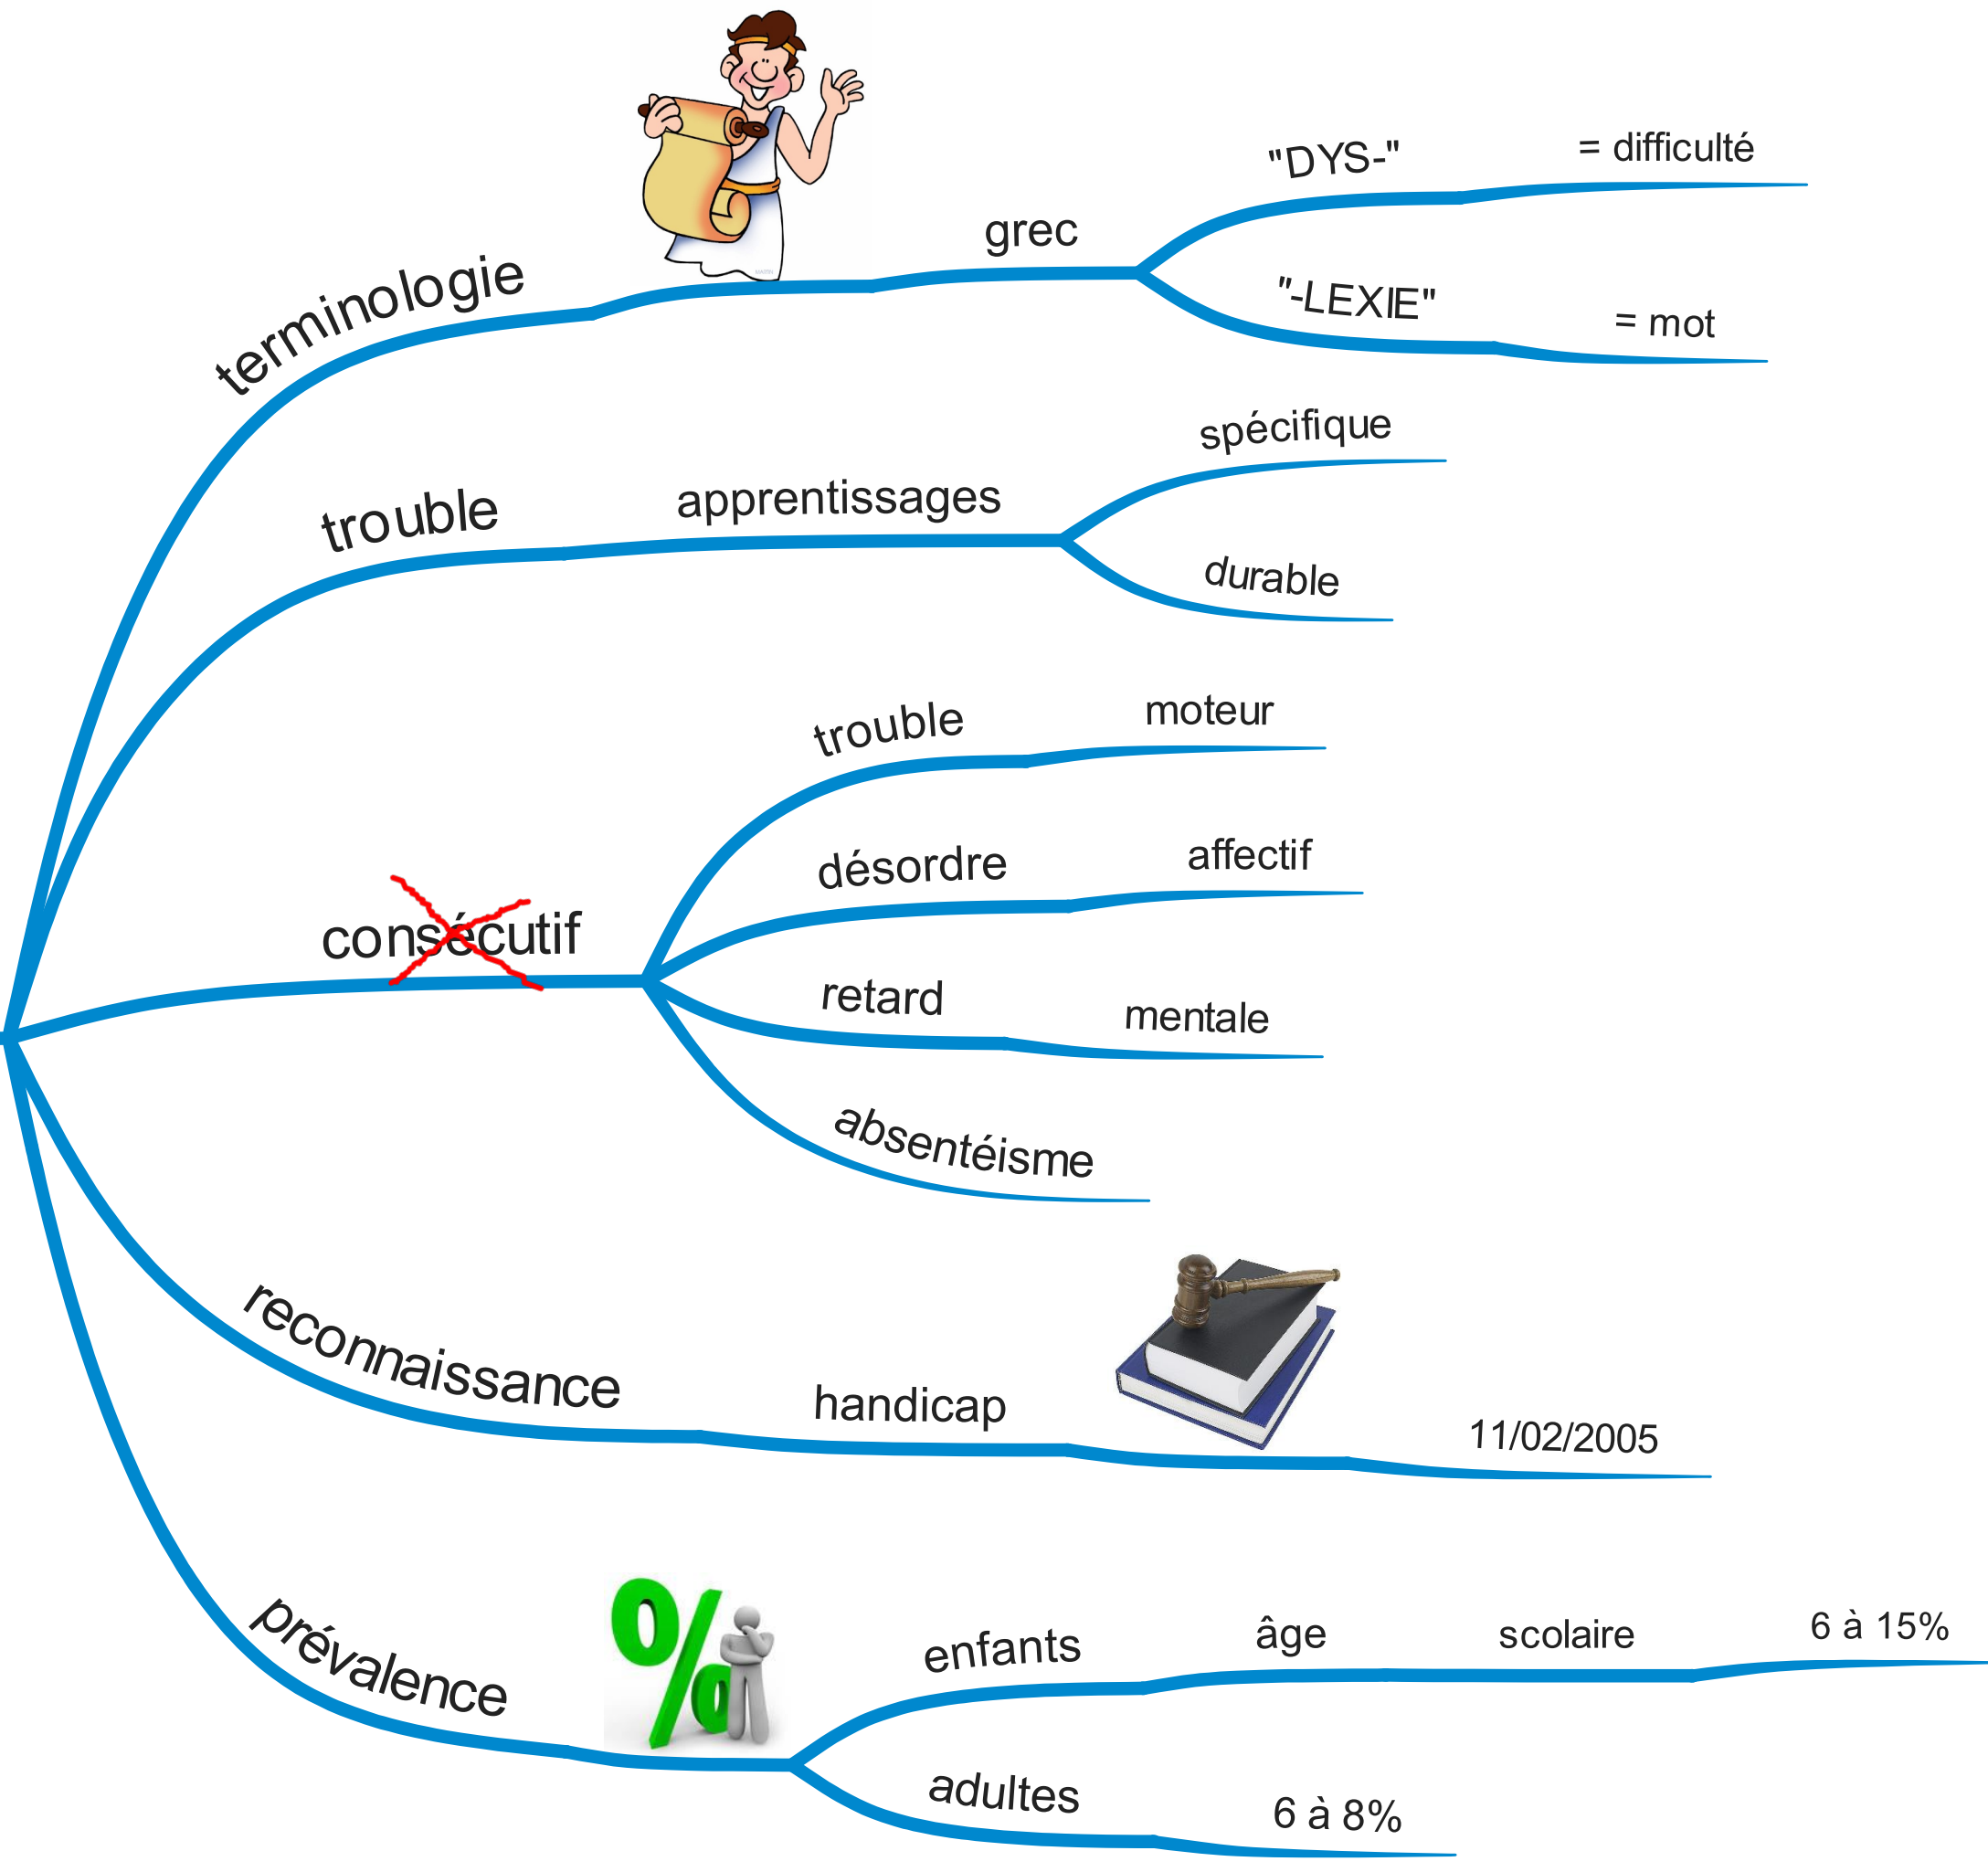 terminologie
grec
"DYS-"
= difficulté
"-LEXIE"
= mot
trouble
apprentissages
spécifique
durable
consécutif
trouble
moteur
désordre
affectif
retard
mentale
absentéisme
reconnaissance
handicap
11/02/2005
prévalence
%
enfants
âge
scolaire
6 à 15%
adultes
6 à 8%